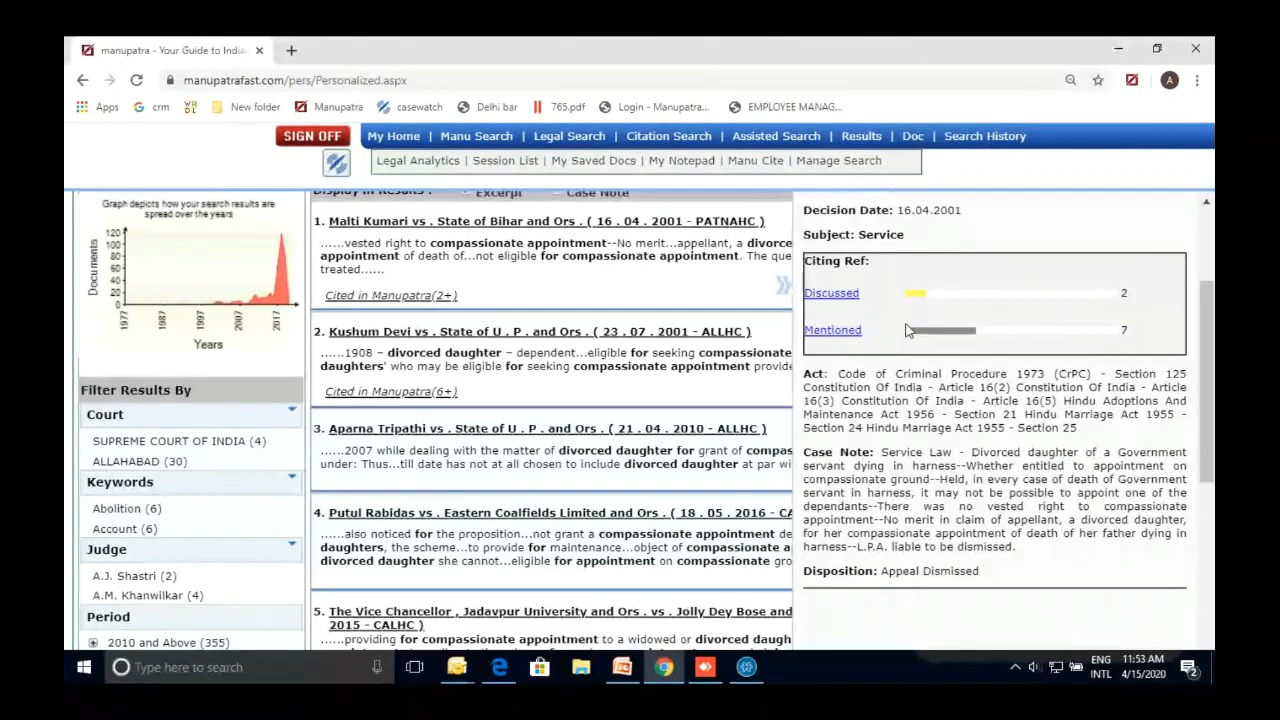 manupatra - Your Guide to India
manupatrafast.com/pers/Personalized.aspx
A
Apps crm New folder Manupatra casewatch Delhi bar 765.pdf Login - Manupatra... EMPLOYEE MANAG...
SIGN OFF My Home | Manu Search | Legal Search | Citation Search | Assisted Search | Results | Doc | Search History
Legal Analytics | Session List | My Saved Docs | My Notepad | Manu Cite | Manage Search
Graph depicts how your search results are
spread over the years
Documents
120
100
80
60
40
20
0
1977 1987 1997 2007 2017
Years
Filter Results By
Court
SUPREME COURT OF INDIA (4)
ALLAHABAD (30)
Keywords
Abolition (6)
Account (6)
Judge
A.J. Shastri (2)
A.M. Khanwilkar (4)
Period
2010 and Above (355)
Display in Results : Excerpt Case Note
1. Malti Kumari vs . State of Bihar and Ors . ( 16 . 04 . 2001 - PATNAHC )
......vested right to compassionate appointment--No merit...appellant, a divorce
appointment of death of...not eligible for compassionate appointment. The que
treated......
Cited in Manupatra(2+)
2. Kushum Devi vs . State of U . P . and Ors . ( 23 . 07 . 2001 - ALLHC )
......1908 – divorced daughter – dependent...eligible for seeking compassionate
daughters' who may be eligible for seeking compassionate appointment provide
Cited in Manupatra(6+)
3. Aparna Tripathi vs . State of U . P . and Ors . ( 21 . 04 . 2010 - ALLHC )
......2007 while dealing with the matter of divorced daughter for grant of compas
under: Thus...till date has not at all chosen to include divorced daughter at par wi
4. Putul Rabidas vs . Eastern Coalfields Limited and Ors . ( 18 . 05 . 2016 - CA
......also noticed for the proposition...not grant a compassionate appointment de
daughters, the scheme...to provide for maintenance...object of compassionate a
divorced daughter she cannot...eligible for appointment on compassionate gro
5. The Vice Chancellor , Jadavpur University and Ors . vs . Jolly Dey Bose and
2015 - CALHC )
......providing for compassionate appointment to a widowed or divorced daugh
Decision Date: 16.04.2001
Subject: Service
Citing Ref:
Discussed 2
Mentioned 7
Act: Code of Criminal Procedure 1973 (CrPC) - Section 125
Constitution Of India - Article 16(2) Constitution Of India - Article
16(3) Constitution Of India - Article 16(5) Hindu Adoptions And
Maintenance Act 1956 - Section 21 Hindu Marriage Act 1955 -
Section 24 Hindu Marriage Act 1955 - Section 25
Case Note: Service Law - Divorced daughter of a Government
servant dying in harness--Whether entitled to appointment on
compassionate ground--Held, in every case of death of Government
servant in harness, it may not be possible to appoint one of the
dependants--There was no vested right to compassionate
appointment--No merit in claim of appellant, a divorced daughter,
for her compassionate appointment of death of her father dying in
harness--L.P.A. liable to be dismissed.
Disposition: Appeal Dismissed
Type here to search
ENG
INTL
11:53 AM
4/15/2020
2